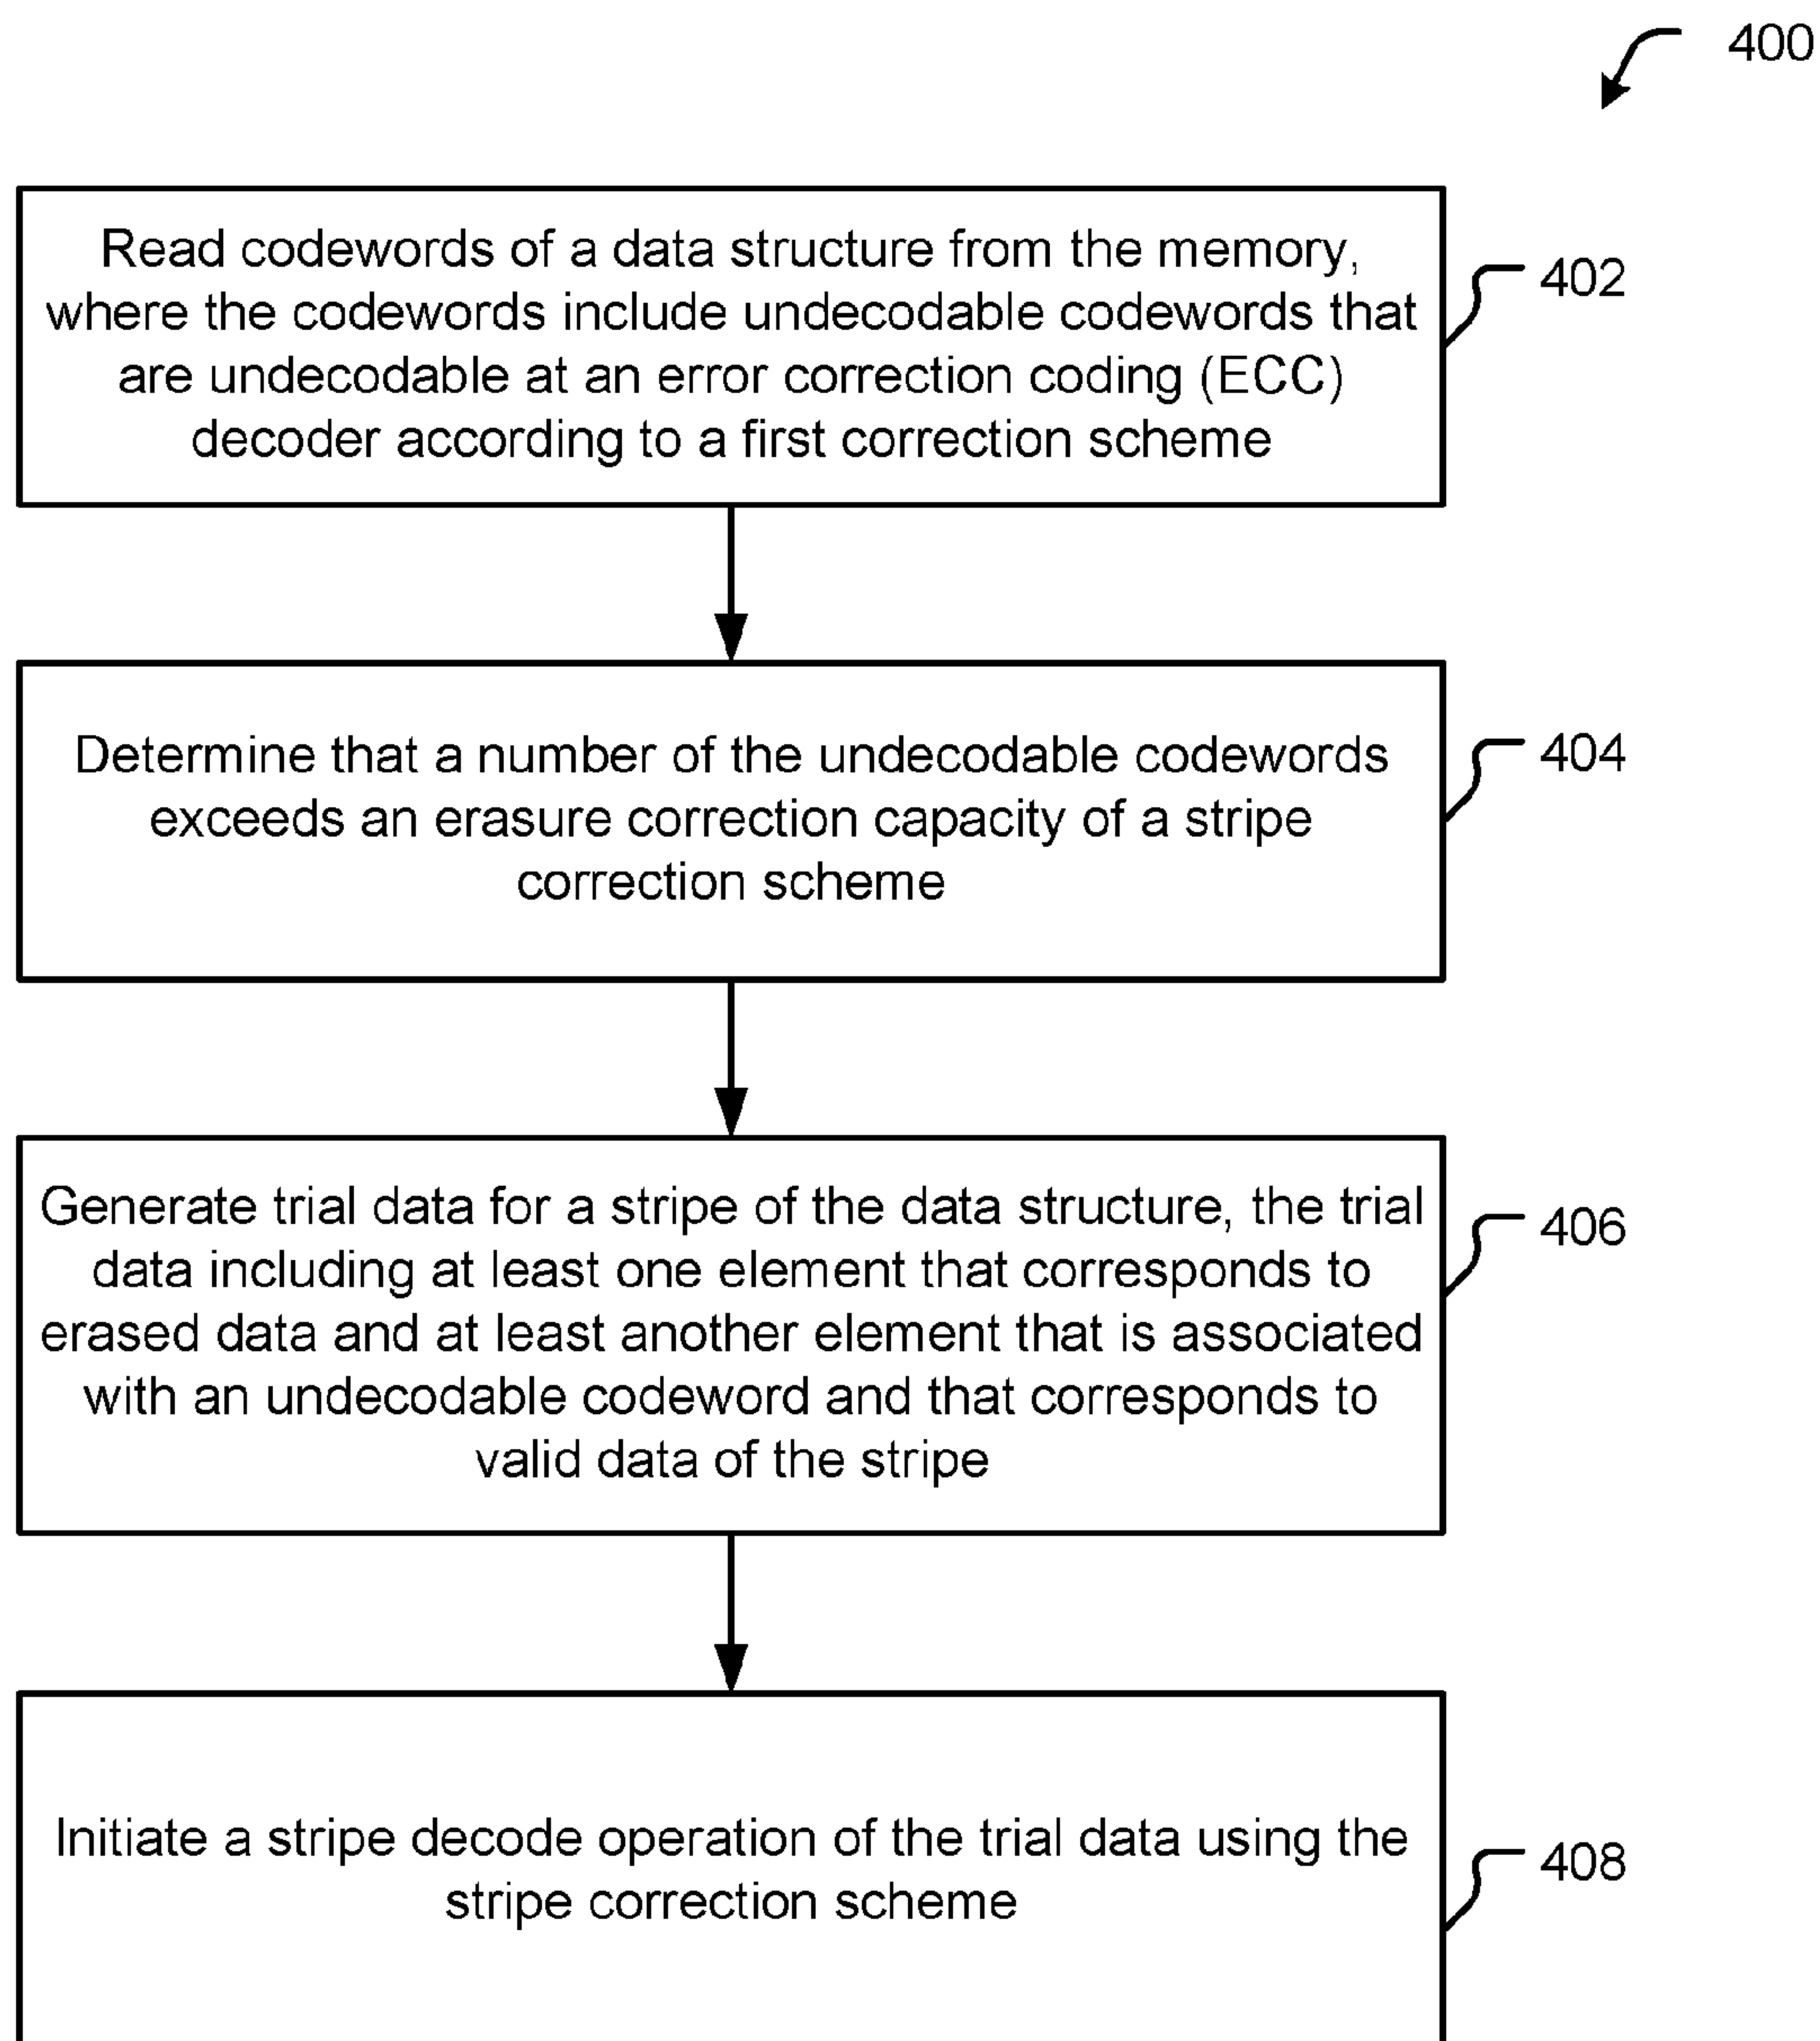 400
Read codewords of a data structure from the memory,
where the codewords include undecodable codewords that
are undecodable at an error correction coding (ECC)
decoder according to a first correction scheme
402
Determine that a number of the undecodable codewords
exceeds an erasure correction capacity of a stripe
correction scheme
404
Generate trial data for a stripe of the data structure, the trial
data including at least one element that corresponds to
erased data and at least another element that is associated
with an undecodable codeword and that corresponds to
valid data of the stripe
406
Initiate a stripe decode operation of the trial data using the
stripe correction scheme
408